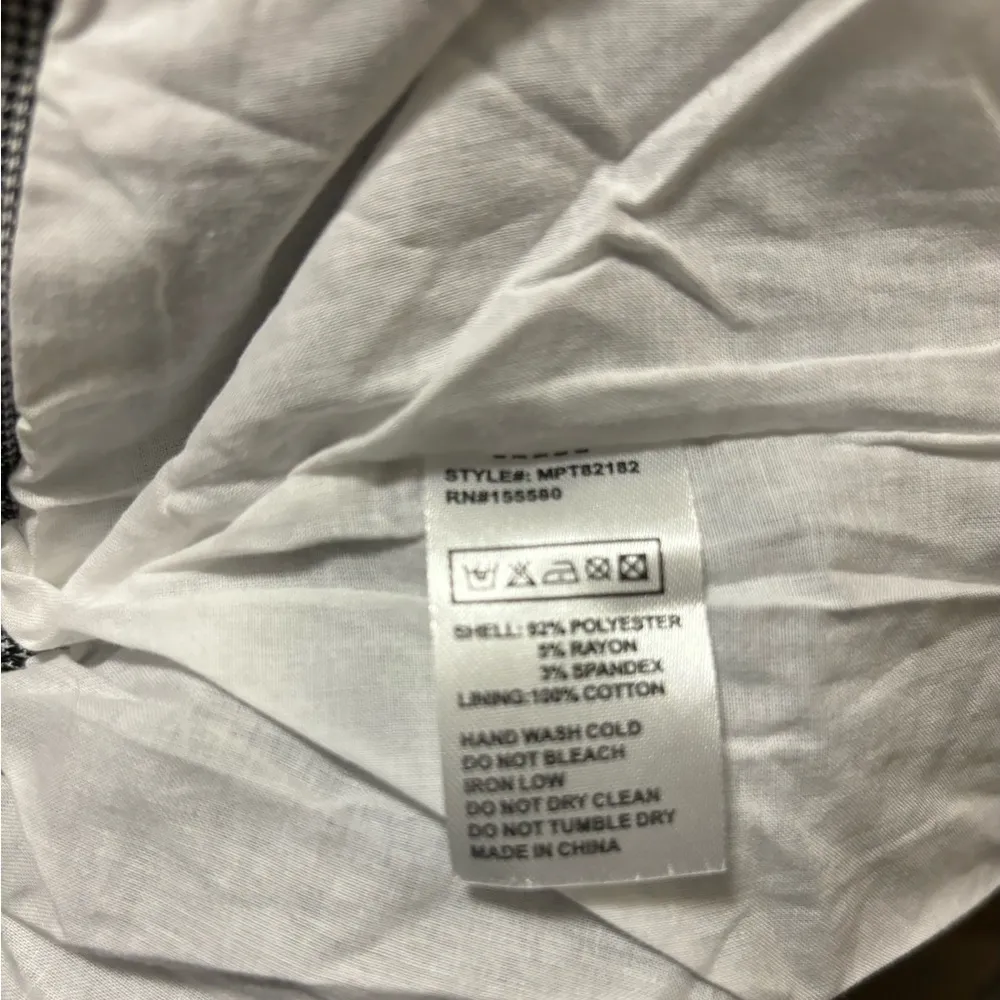 STYLE#: MPT82182
RN#155580
SHELL: 92% POLYESTER
5% RAYON
3% SPANDEX
LINING:100% COTTON
HAND WASH COLD
DO NOT BLEACH
IRON LOW
DO NOT DRY CLEAN
DO NOT TUMBLE DRY
MADE IN CHINA